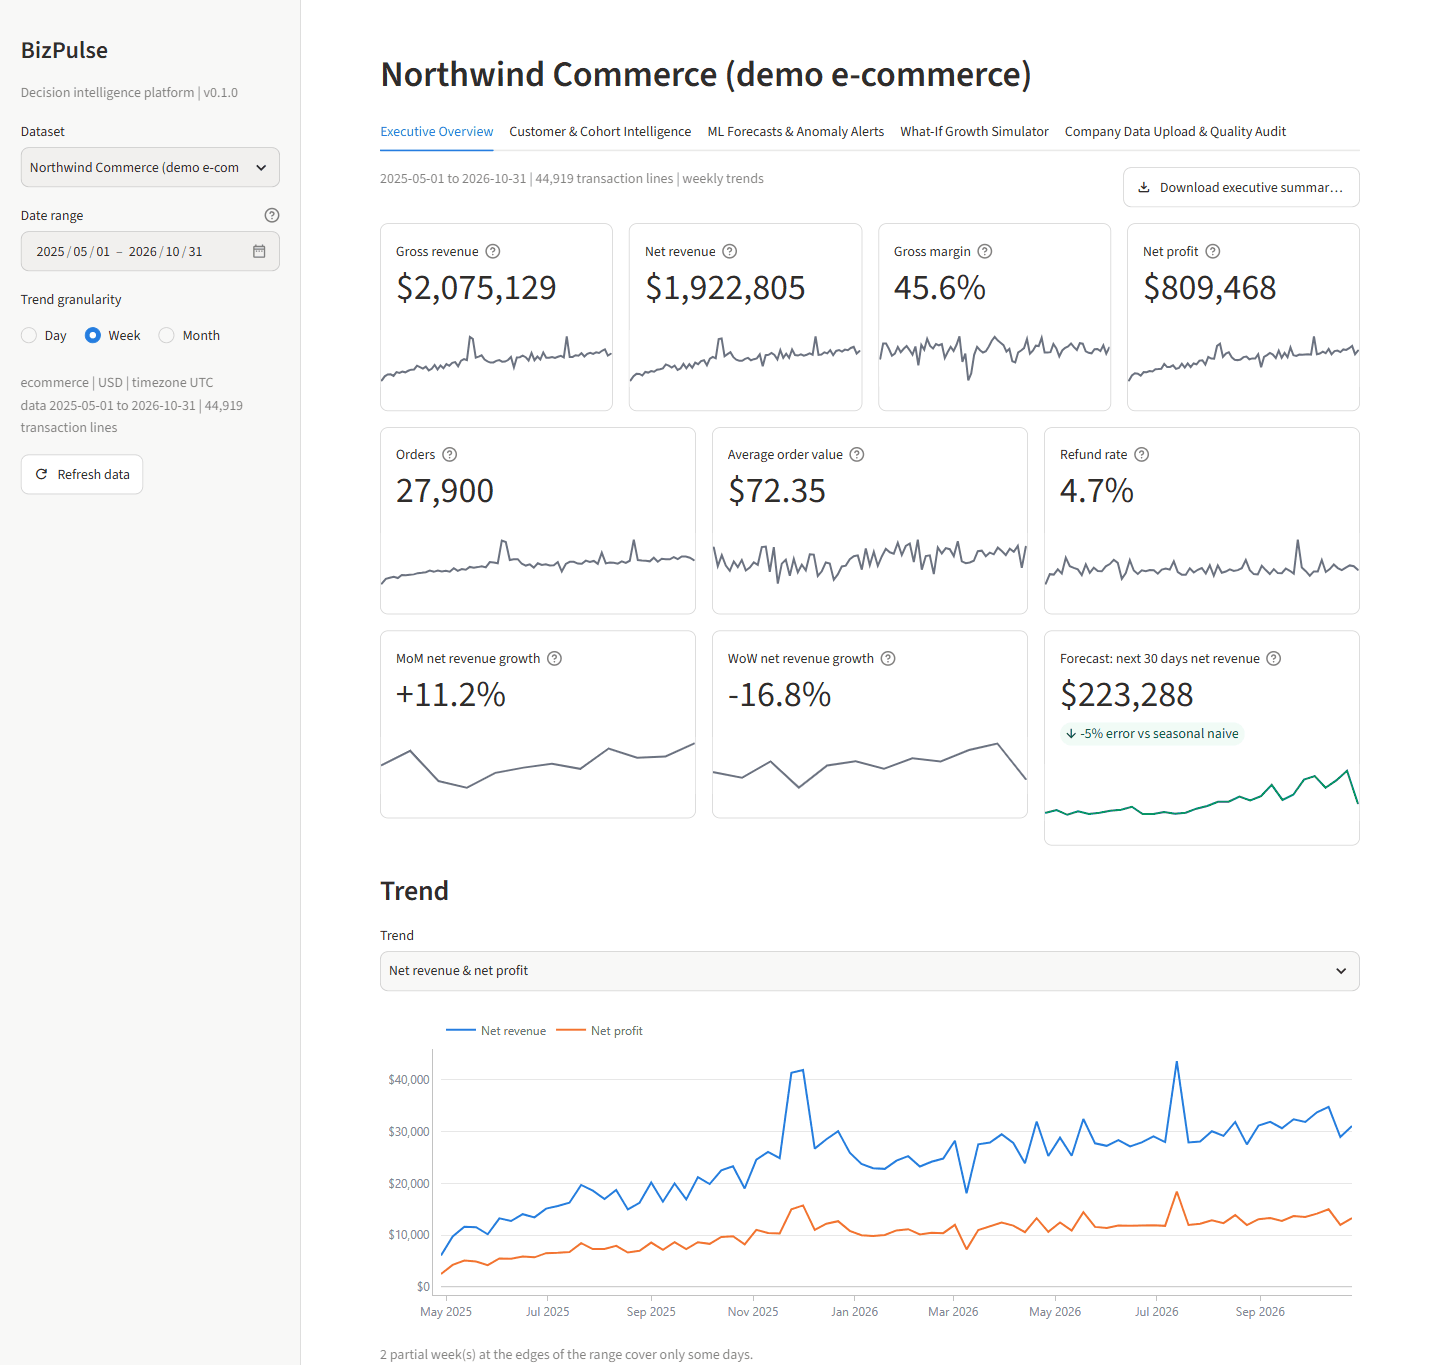 BizPulse
Decision intelligence platform | v0.1.0
Dataset
Northwind Commerce (demo e-com
Date range
2025/05/01 – 2026/10/31
Trend granularity
Day Week Month
ecommerce | USD | timezone UTC
data 2025-05-01 to 2026-10-31 | 44,919
transaction lines
Refresh data
Northwind Commerce (demo e-commerce)
Executive Overview Customer & Cohort Intelligence ML Forecasts & Anomaly Alerts What-If Growth Simulator Company Data Upload & Quality Audit
2025-05-01 to 2026-10-31 | 44,919 transaction lines | weekly trends
Download executive summar...
Gross revenue
$2,075,129
Net revenue
$1,922,805
Gross margin
45.6%
Net profit
$809,468
Orders
27,900
Average order value
$72.35
Refund rate
4.7%
MoM net revenue growth
+11.2%
WoW net revenue growth
-16.8%
Forecast: next 30 days net revenue
$223,288
-5% error vs seasonal naive
Trend
Trend
Net revenue & net profit
Net revenue Net profit
$40,000
$30,000
$20,000
$10,000
$0
May 2025 Jul 2025 Sep 2025 Nov 2025 Jan 2026 Mar 2026 May 2026 Jul 2026 Sep 2026
2 partial week(s) at the edges of the range cover only some days.